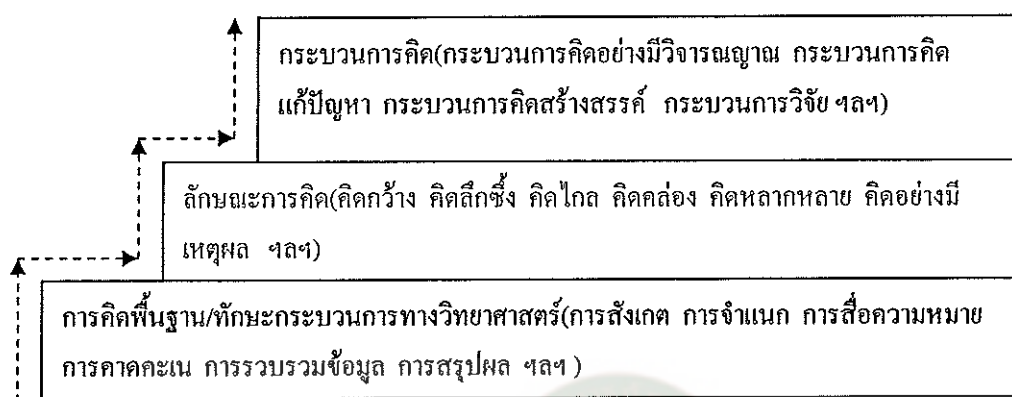 กระบวนการคิด(กระบวนการคิดอย่างมีวิจารณญาณ กระบวนการคิด
แก้ปัญหา กระบวนการคิดสร้างสรรค์ กระบวนการวิจัย ฯลฯ)
ลักษณะการคิด(คิดกว้าง คิดลึกซึ้ง คิดไกล คิดคล่อง คิดหลากหลาย คิดอย่างมี
เหตุผล ฯลฯ)
การคิดพื้นฐาน/ทักษะกระบวนการทางวิทยาศาสตร์(การสังเกต การจำแนก การสื่อความหมาย
การคาดคะเน การรวบรวมข้อมูล การสรุปผล ฯลฯ)